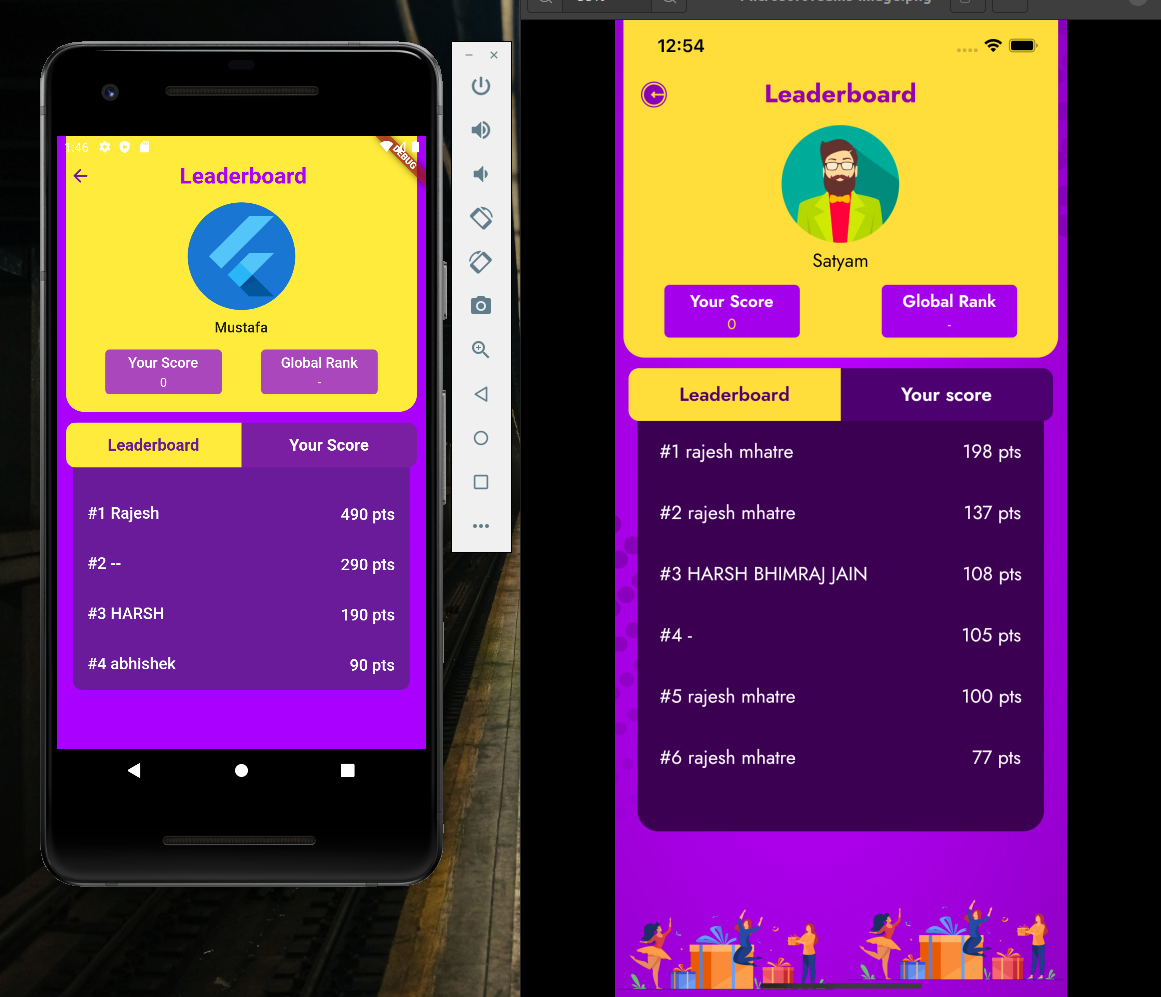 1:46
DEBUG
Leaderboard
Mustafa
Your Score
0
Global Rank
-
Leaderboard
Your Score
#1 Rajesh
490 pts
#2 --
290 pts
#3 HARSH
190 pts
#4 abhishek
90 pts
12:54
Leaderboard
Satyam
Your Score
0
Global Rank
-
Leaderboard
Your score
#1 rajesh mhatre
198 pts
#2 rajesh mhatre
137 pts
#3 HARSH BHIMRAJ JAIN
108 pts
#4 -
105 pts
#5 rajesh mhatre
100 pts
#6 rajesh mhatre
77 pts